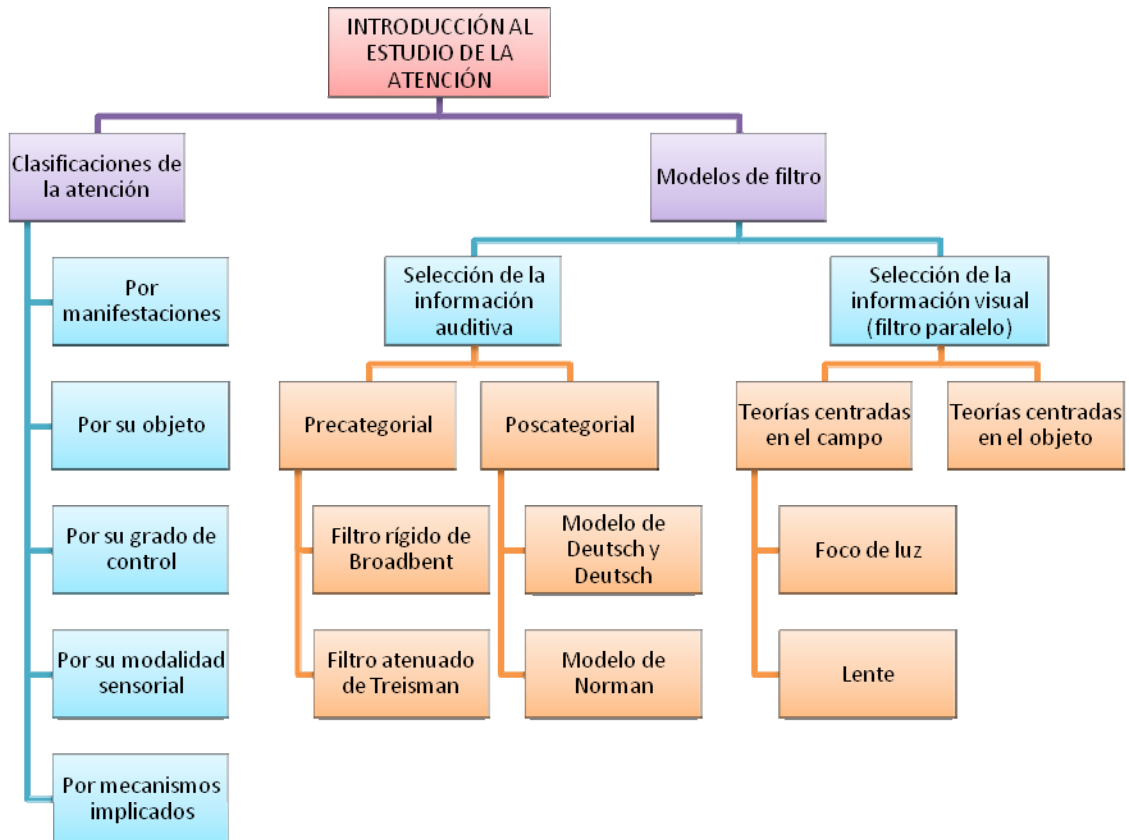 INTRODUCCIÓN AL
ESTUDIO DE LA
ATENCIÓN
Clasificaciones de
la atención
Modelos de filtro
Por
manifestaciones
Por su objeto
Por su grado de
control
Por su modalidad
sensorial
Por mecanismos
implicados
Selección de la
información
auditiva
Selección de la
información visual
(filtro paralelo)
Precategorial
Poscategorial
Filtro rígido de
Broadbent
Filtro atenuado
de Treisman
Modelo de
Deutsch y
Deutsch
Modelo de
Norman
Teorías centradas
en el campo
Teorías centradas
en el objeto
Foco de luz
Lente